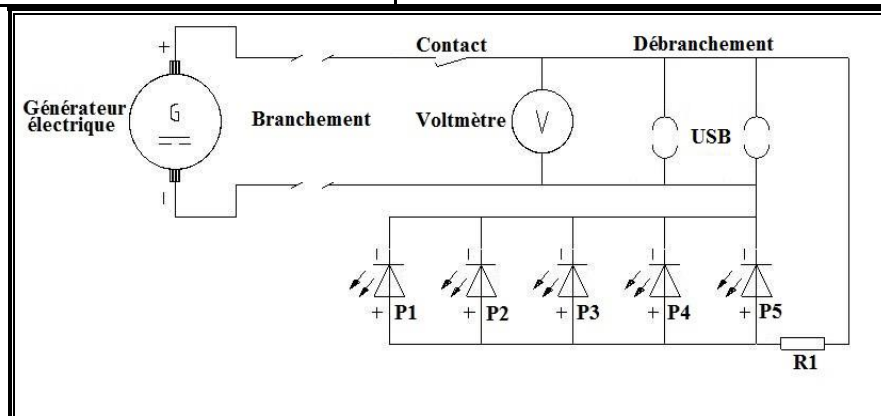 Contact
Débranchement
+
Générateur
électrique
G
Branchement
Voltmètre
V
USB
–
– – – – –
+ P1 + P2 + P3 + P4 + P5
R1